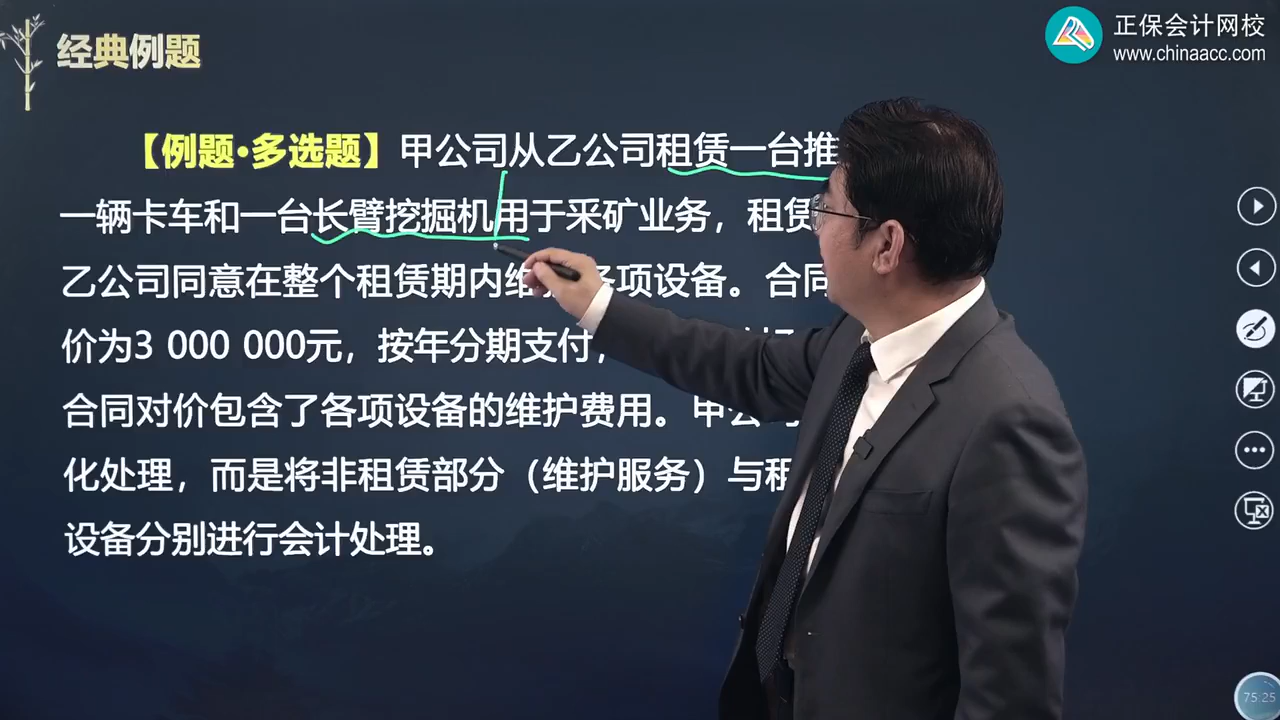 经典例题
正保会计网校
www.chinaacc.com
【例题·多选题】甲公司从乙公司租赁一台推
一辆卡车和一台长臂挖掘机用于采矿业务，租赁
乙公司同意在整个租赁期内维护各项设备。合同
价为3 000 000元，按年分期支付，
合同对价包含了各项设备的维护费用。甲公司
化处理，而是将非租赁部分（维护服务）与租
设备分别进行会计处理。
75:25